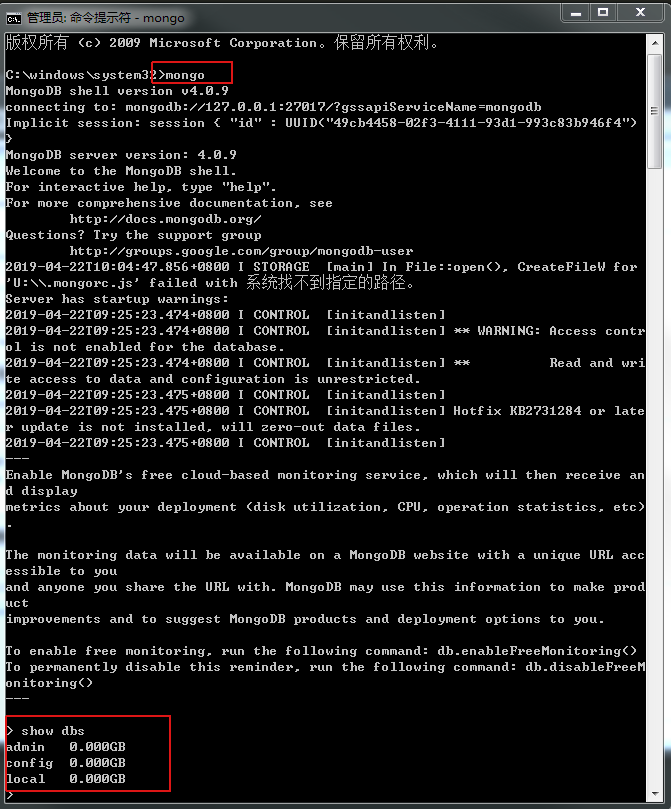 管理员: 命令提示符 - mongo
版权所有 (c) 2009 Microsoft Corporation。保留所有权利。
C:\windows\system32>mongo
MongoDB shell version v4.0.9
connecting to: mongodb://127.0.0.1:27017/?gssapiServiceName=mongodb
Implicit session: session { "id" : UUID("49cb4458-02f3-4111-93d1-993c83b946f4")
}
MongoDB server version: 4.0.9
Welcome to the MongoDB shell.
For interactive help, type "help".
For more comprehensive documentation, see
http://docs.mongodb.org/
Questions? Try the support group
http://groups.google.com/group/mongodb-user
2019-04-22T10:04:47.856+0800 I STORAGE  [main] In File::open(), CreateFileW for
'U:\\.mongorc.js' failed with 系统找不到指定的路径。
Server has startup warnings:
2019-04-22T09:25:23.474+0800 I CONTROL  [initandlisten]
2019-04-22T09:25:23.474+0800 I CONTROL  [initandlisten] ** WARNING: Access contr
ol is not enabled for the database.
2019-04-22T09:25:23.474+0800 I CONTROL  [initandlisten] **          Read and wri
te access to data and configuration is unrestricted.
2019-04-22T09:25:23.475+0800 I CONTROL  [initandlisten]
2019-04-22T09:25:23.475+0800 I CONTROL  [initandlisten] Hotfix KB2731284 or late
r update is not installed, will zero-out data files.
2019-04-22T09:25:23.475+0800 I CONTROL  [initandlisten]
---
Enable MongoDB's free cloud-based monitoring service, which will then receive an
d display
metrics about your deployment (disk utilization, CPU, operation statistics, etc)
.
The monitoring data will be available on a MongoDB website with a unique URL acc
essible to you
and anyone you share the URL with. MongoDB may use this information to make prod
uct
improvements and to suggest MongoDB products and deployment options to you.
To enable free monitoring, run the following command: db.enableFreeMonitoring()
To permanently disable this reminder, run the following command: db.disableFreeM
onitoring()
---
> show dbs
admin   0.000GB
config  0.000GB
local   0.000GB
>